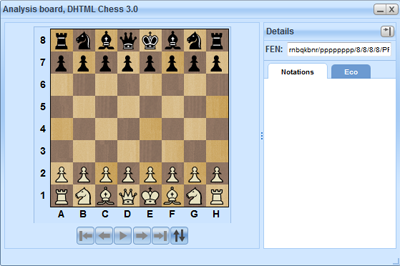 Analysis board, DHTML Chess 3.0
Details
FEN: rnbqkbnr/pppppppp/8/8/8/8/PF
Notations
Eco
8
7
6
5
4
3
2
1
A B C D E F G H